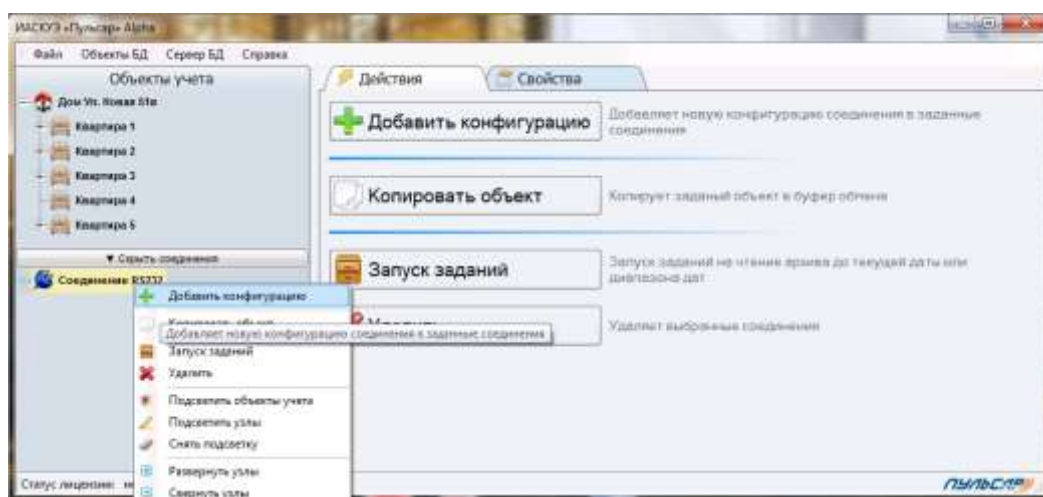 ИАСКУЭ «Пульсар» Alpha
Файл Объекты БД Сервер БД Справка
Объекты учета
Дом Ул. Новая 51в
Квартира 1
Квартира 2
Квартира 3
Квартира 4
Квартира 5
▼ Скрыть соединения
Соединение RS232
Действия Свойства
Добавить конфигурацию
Добавляет новую конфигурацию соединения в заданные
соединения
Копировать объект
Копирует заданный объект в буфер обмена
Запуск заданий
Запуск заданий на чтение архива до текущей даты или
диапазона дат
Удаляет выбранные соединения
Добавить конфигурацию
Добавляет новую конфигурацию соединения в заданные соединения
Запуск заданий
Удалить
Подсветить объекты учета
Подсветить узлы
Снять подсветку
Развернуть узлы
Свернуть узлы
Статус лицензии:
ПУЛЬСАР